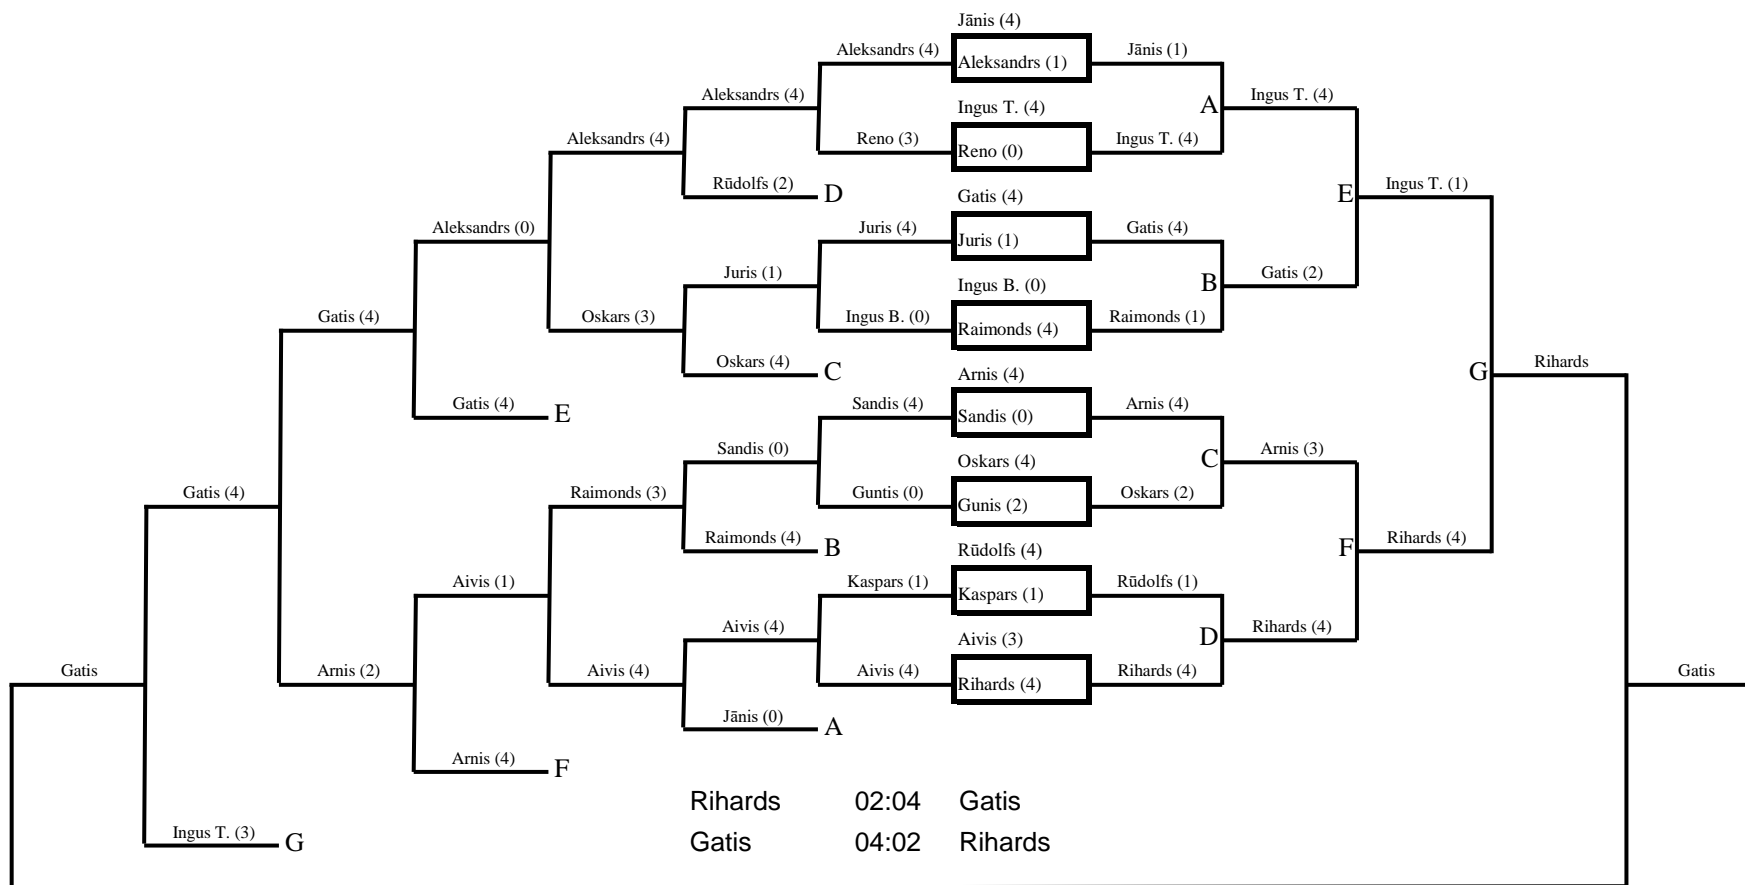 Jānis (4)
Aleksandrs (4) Aleksandrs (1) Jānis (1)
Aleksandrs (4) Ingus T. (4) A Ingus T. (4)
Aleksandrs (4) Reno (3) Reno (0) Ingus T. (4)
Rūdolfs (2) D Gatis (4) E Ingus T. (1)
Aleksandrs (0) Juris (4) Juris (1) Gatis (4)
Juris (1) Ingus B. (0) B Gatis (2)
Gatis (4) Oskars (3) Ingus B. (0) Raimonds (4) Raimonds (1)
Oskars (4) C Arnis (4) G Rihards
Gatis (4) E Sandis (4) Sandis (0) Arnis (4)
Sandis (0) Oskars (4) C Arnis (3)
Gatis (4) Raimonds (3) Guntis (0) Gunis (2) Oskars (2)
Raimonds (4) B Rūdolfs (4) F Rihards (4)
Aivis (1) Kaspars (1) Kaspars (1) Rūdolfs (1)
Aivis (4) Aivis (3) D Rihards (4)
Gatis Arnis (2) Aivis (4) Aivis (4) Rihards (4) Rihards (4) Gatis
Jānis (0) A
Arnis (4) F
Rihards 02:04 Gatis
Ingus T. (3) G Gatis 04:02 Rihards